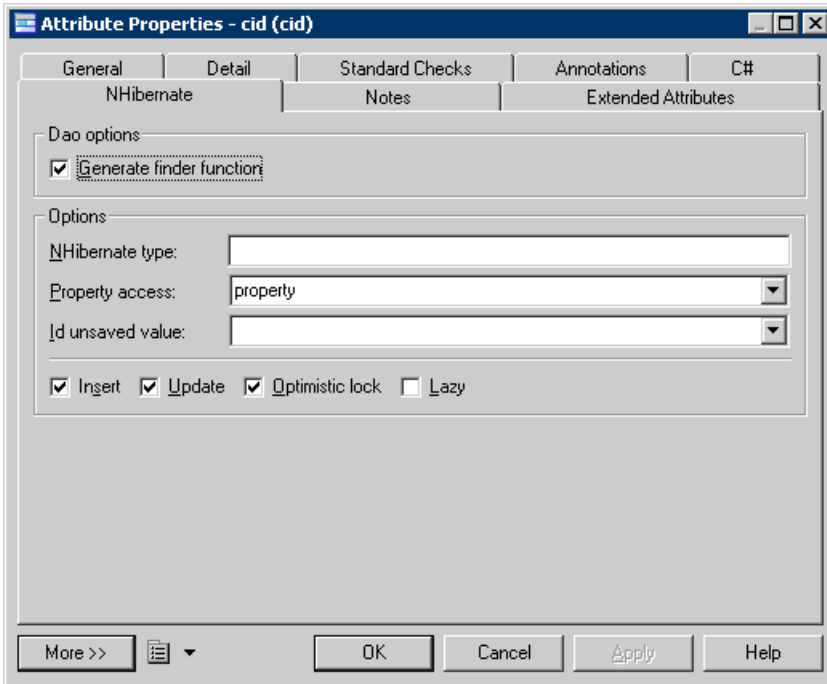 Attribute Properties - cid (cid)
General Detail Standard Checks Annotations C#
NHibernate Notes Extended Attributes
Dao options
Generate finder function
Options
NHibernate type:
Property access: property
Id unsaved value:
Insert Update Optimistic lock Lazy
More >> OK Cancel Apply Help